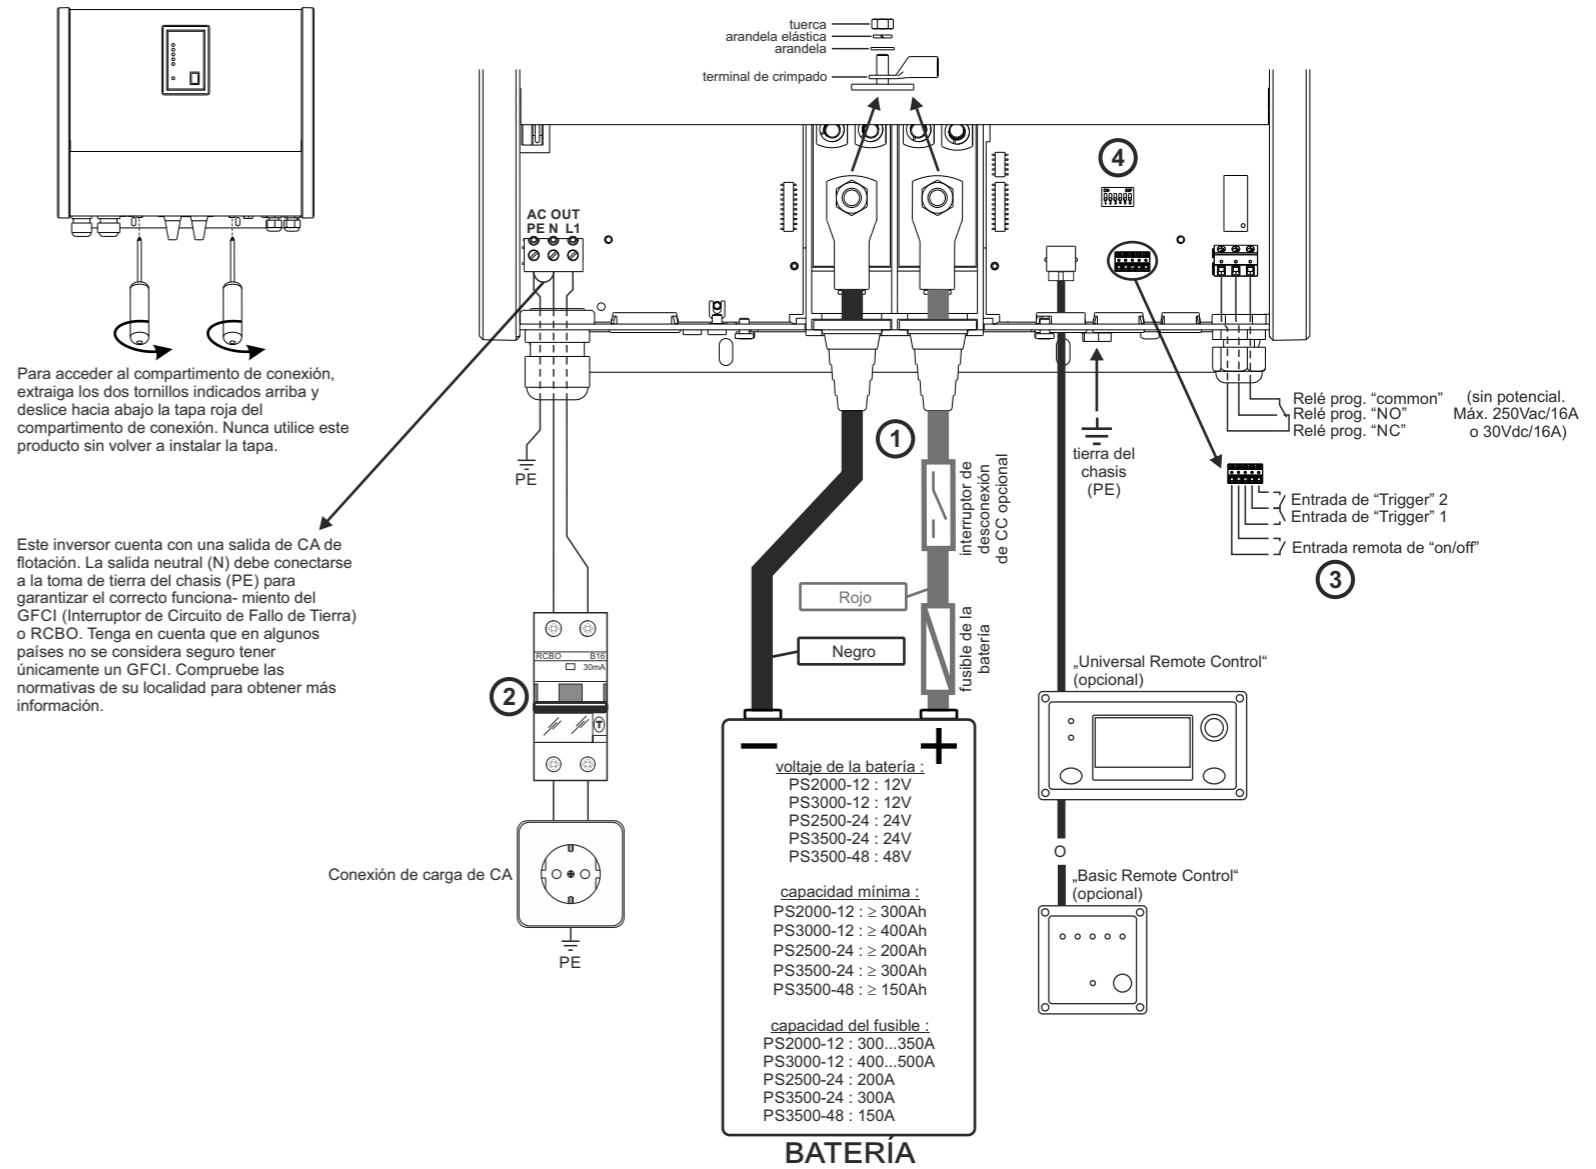 tuerca
arandela elástica
arandela
terminal de crimpado
4
AC OUT
PE N L1
Para acceder al compartimento de conexión,
extraiga los dos tornillos indicados arriba y
deslice hacia abajo la tapa roja del
compartimento de conexión. Nunca utilice este
producto sin volver a instalar la tapa.
PE
1
tierra del
chasis
(PE)
Relé prog. “common”
Relé prog. “NO”
Relé prog. “NC”
(sin potencial.
Máx. 250Vac/16A
o 30Vdc/16A)
Entrada de “Trigger” 2
Entrada de “Trigger” 1
Entrada remota de “on/off”
3
interruptor de
desconexión
de CC opcional
Este inversor cuenta con una salida de CA de
flotación. La salida neutral (N) debe conectarse
a la toma de tierra del chasis (PE) para
garantizar el correcto funciona- miento del
GFCI (Interruptor de Circuito de Fallo de Tierra)
o RCBO. Tenga en cuenta que en algunos
países no se considera seguro tener
únicamente un GFCI. Compruebe las
normativas de su localidad para obtener más
información.
Rojo
Negro
fusible de la
batería
2
RCBO B16
30mA
T
„Universal Remote Control“
(opcional)
O
„Basic Remote Control“
(opcional)
Conexión de carga de CA
PE
voltaje de la batería :
PS2000-12 : 12V
PS3000-12 : 12V
PS2500-24 : 24V
PS3500-24 : 24V
PS3500-48 : 48V
capacidad mínima :
PS2000-12 : ≥ 300Ah
PS3000-12 : ≥ 400Ah
PS2500-24 : ≥ 200Ah
PS3500-24 : ≥ 300Ah
PS3500-48 : ≥ 150Ah
capacidad del fusible :
PS2000-12 : 300...350A
PS3000-12 : 400...500A
PS2500-24 : 200A
PS3500-24 : 300A
PS3500-48 : 150A
BATERÍA